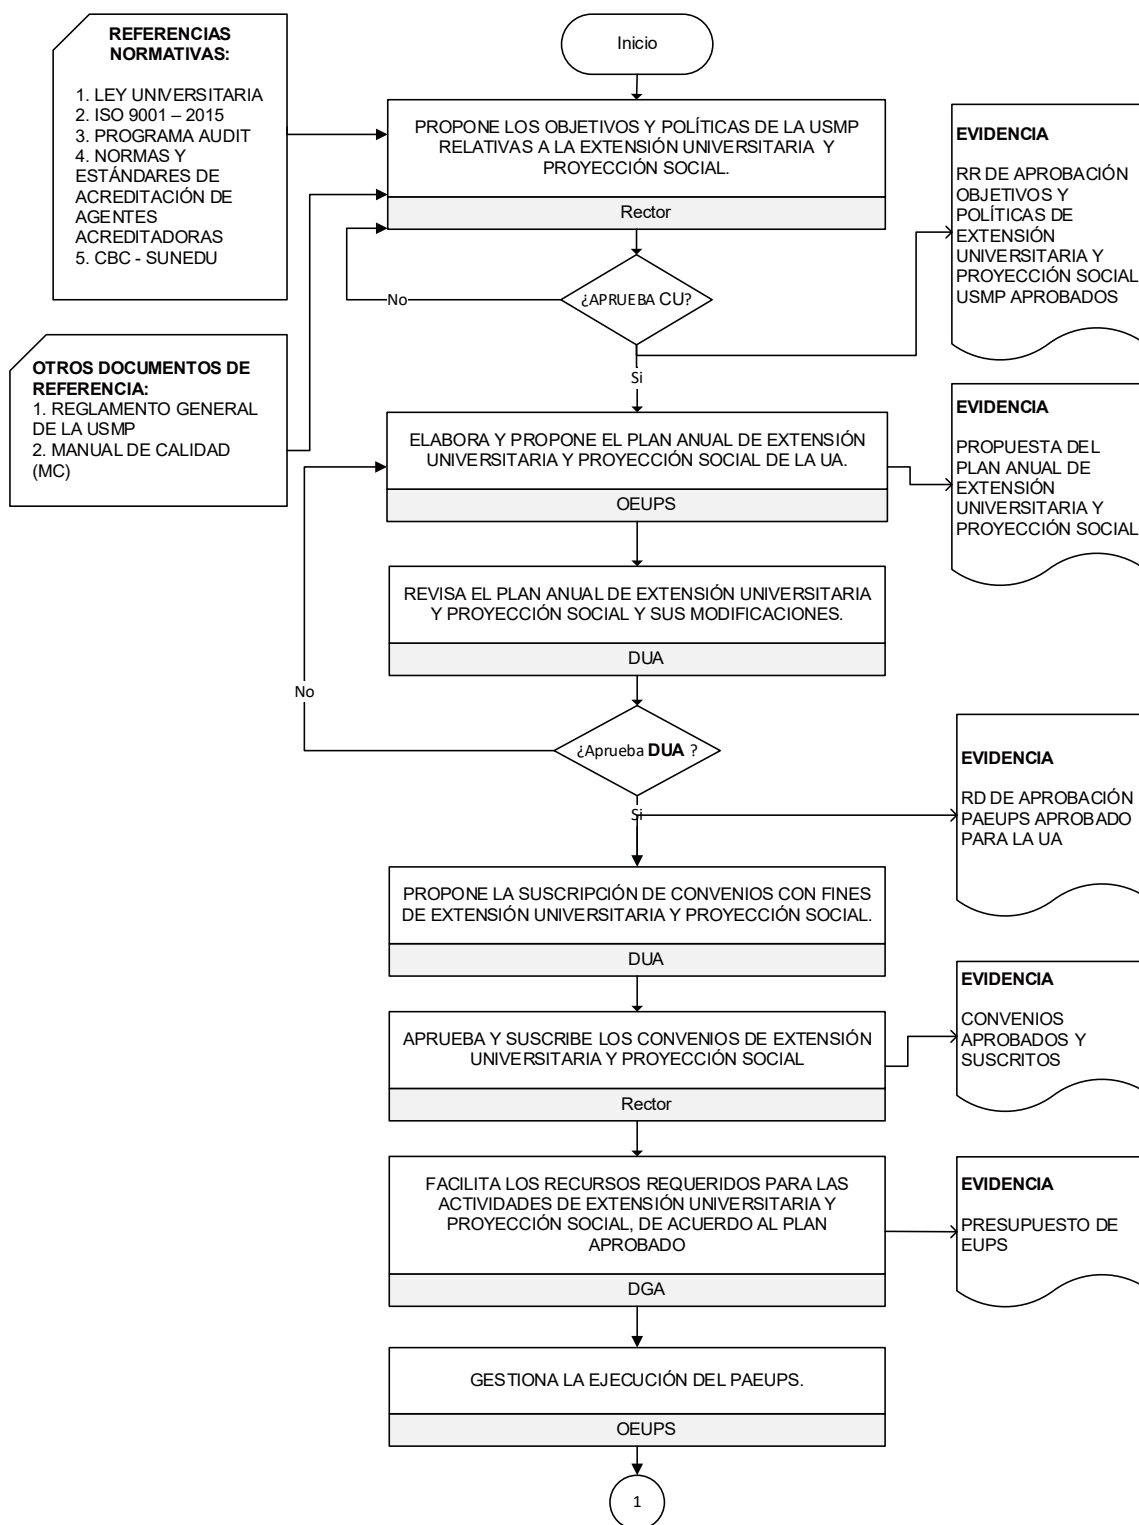 REFERENCIAS
NORMATIVAS:
1. LEY UNIVERSITARIA
2. ISO 9001 – 2015
3. PROGRAMA AUDIT
4. NORMAS Y
ESTÁNDARES DE
ACREDITACIÓN DE
AGENTES
ACREDITADORAS
5. CBC - SUNEDU
OTROS DOCUMENTOS DE
REFERENCIA:
1. REGLAMENTO GENERAL
DE LA USMP
2. MANUAL DE CALIDAD
(MC)
Inicio
PROPONE LOS OBJETIVOS Y POLÍTICAS DE LA USMP
RELATIVAS A LA EXTENSIÓN UNIVERSITARIA Y
PROYECCIÓN SOCIAL.
Rector
¿APRUEBA CU?
No
Si
EVIDENCIA
RR DE APROBACIÓN
OBJETIVOS Y
POLÍTICAS DE
EXTENSIÓN
UNIVERSITARIA Y
PROYECCIÓN SOCIAL
USMP APROBADOS
ELABORA Y PROPONE EL PLAN ANUAL DE EXTENSIÓN
UNIVERSITARIA Y PROYECCIÓN SOCIAL DE LA UA.
OEUPS
EVIDENCIA
PROPUESTA DEL
PLAN ANUAL DE
EXTENSIÓN
UNIVERSITARIA Y
PROYECCIÓN SOCIAL
REVISA EL PLAN ANUAL DE EXTENSIÓN UNIVERSITARIA
Y PROYECCIÓN SOCIAL Y SUS MODIFICACIONES.
DUA
No
¿Aprueba DUA ?
Si
EVIDENCIA
RD DE APROBACIÓN
PAEUPS APROBADO
PARA LA UA
PROPONE LA SUSCRIPCIÓN DE CONVENIOS CON FINES
DE EXTENSIÓN UNIVERSITARIA Y PROYECCIÓN SOCIAL.
DUA
APRUEBA Y SUSCRIBE LOS CONVENIOS DE EXTENSIÓN
UNIVERSITARIA Y PROYECCIÓN SOCIAL
Rector
EVIDENCIA
CONVENIOS
APROBADOS Y
SUSCRITOS
FACILITA LOS RECURSOS REQUERIDOS PARA LAS
ACTIVIDADES DE EXTENSIÓN UNIVERSITARIA Y
PROYECCIÓN SOCIAL, DE ACUERDO AL PLAN
APROBADO
DGA
EVIDENCIA
PRESUPUESTO DE
EUPS
GESTIONA LA EJECUCIÓN DEL PAEUPS.
OEUPS
1